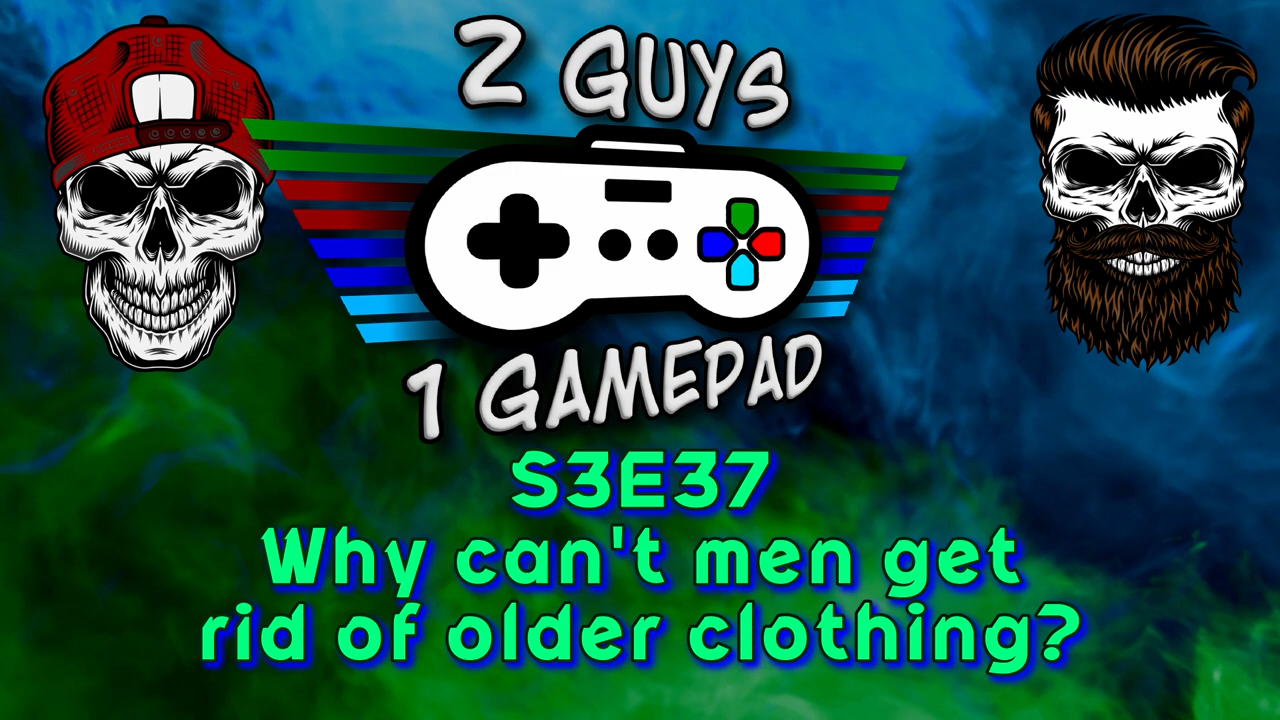 2 GUYS
1 GAMEPAD
S3E37
Why can't men get
rid of older clothing?